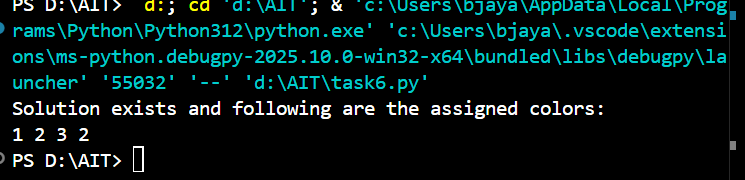 PS D:\AIT>  d:; cd 'd:\AIT'; & 'c:\Users\bjaya\AppData\Local\Prog
rams\Python\Python312\python.exe' 'c:\Users\bjaya\.vscode\extensi
ons\ms-python.debugpy-2025.10.0-win32-x64\bundled\libs\debugpy\la
uncher' '55032' '--' 'd:\AIT\task6.py'
Solution exists and following are the assigned colors:
1 2 3 2
PS D:\AIT>